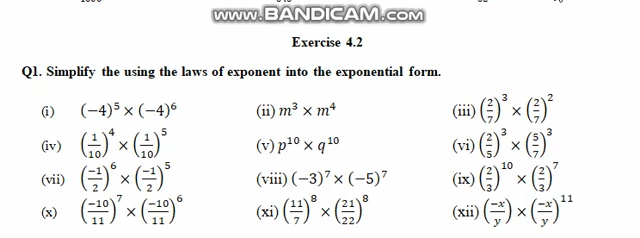 www.BANDICAM.com
Exercise 4.2
Q1. Simplify the using the laws of exponent into the exponential form.
(i) (−4)⁵ × (−4)⁶ (ii) m³ × m⁴ (iii) (2/7)³ × (2/7)²
(iv) (1/10)⁴ × (1/10)⁵ (v) p¹⁰ × q¹⁰ (vi) (2/5)³ × (5/7)³
(vii) (−1/2)⁶ × (−1/2)⁵ (viii) (−3)⁷ × (−5)⁷ (ix) (2/3)¹⁰ × (2/3)⁷
(x) (−10/11)⁷ × (−10/11)⁶ (xi) (11/7)⁸ × (21/22)⁸ (xii) (−x/y) × (−x/y)¹¹